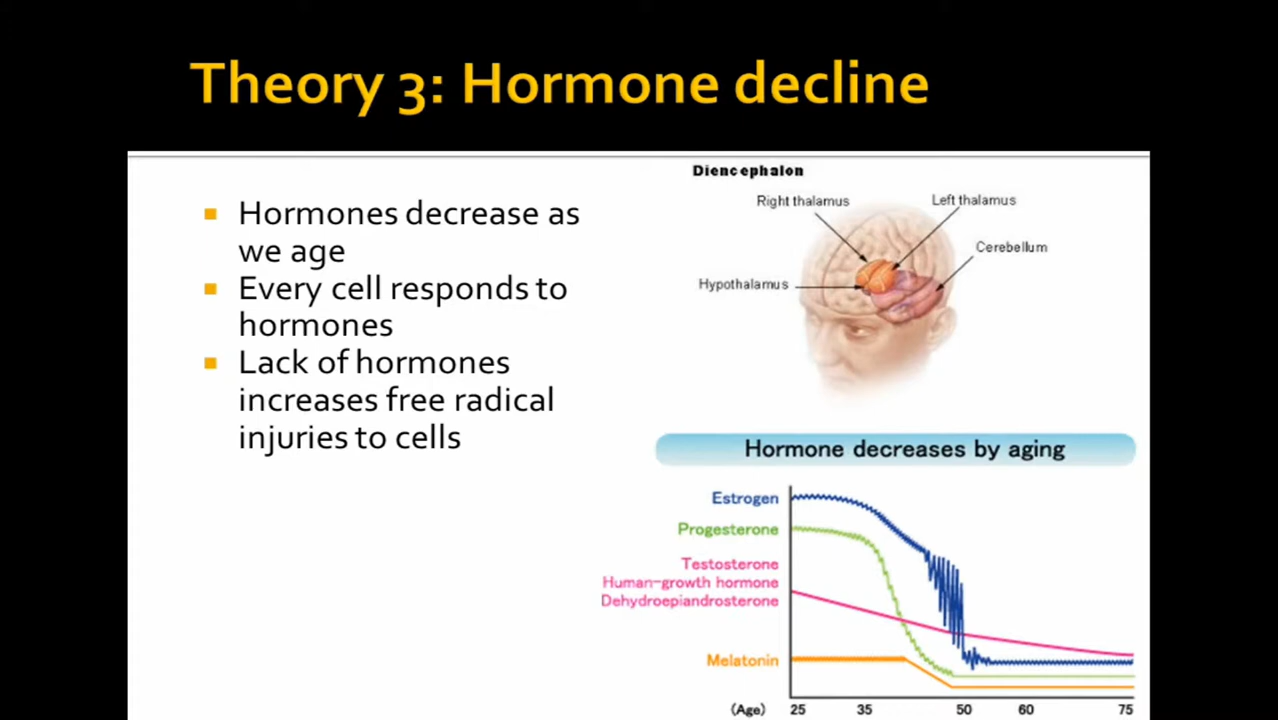 Theory 3: Hormone decline
Hormones decrease as
we age
Every cell responds to
hormones
Lack of hormones
increases free radical
injuries to cells
Diencephalon
Right thalamus
Left thalamus
Cerebellum
Hypothalamus
Hormone decreases by aging
Estrogen
Progesterone
Testosterone
Human-growth hormone
Dehydroepiandrosterone
Melatonin
(Age) 25 35 50 60 75